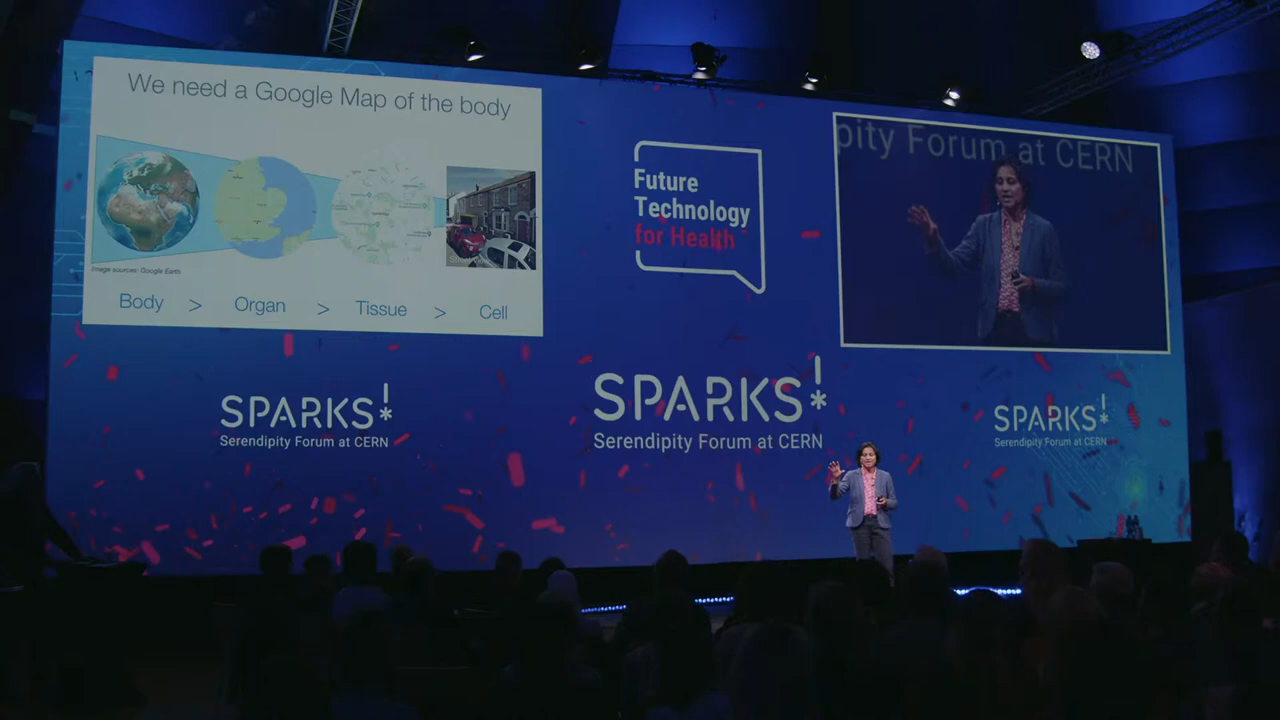 We need a Google Map of the body
Image sources: Google Earth
Body > Organ > Tissue > Cell
Future
Technology
for Health
pity Forum at CERN
SPARKS!*
Serendipity Forum at CERN
SPARKS!*
Serendipity Forum at CERN
SPARKS!*
Serendipity Forum at CERN